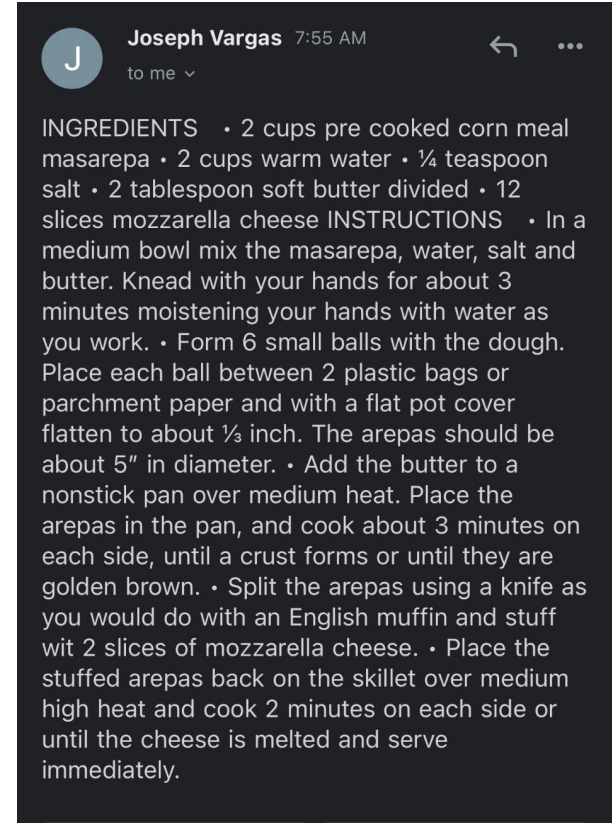 J
Joseph Vargas 7:55 AM
to me
INGREDIENTS • 2 cups pre cooked corn meal
masarepa • 2 cups warm water • ¼ teaspoon
salt • 2 tablespoon soft butter divided • 12
slices mozzarella cheese INSTRUCTIONS • In a
medium bowl mix the masarepa, water, salt and
butter. Knead with your hands for about 3
minutes moistening your hands with water as
you work. • Form 6 small balls with the dough.
Place each ball between 2 plastic bags or
parchment paper and with a flat pot cover
flatten to about ⅓ inch. The arepas should be
about 5” in diameter. • Add the butter to a
nonstick pan over medium heat. Place the
arepas in the pan, and cook about 3 minutes on
each side, until a crust forms or until they are
golden brown. • Split the arepas using a knife as
you would do with an English muffin and stuff
wit 2 slices of mozzarella cheese. • Place the
stuffed arepas back on the skillet over medium
high heat and cook 2 minutes on each side or
until the cheese is melted and serve
immediately.